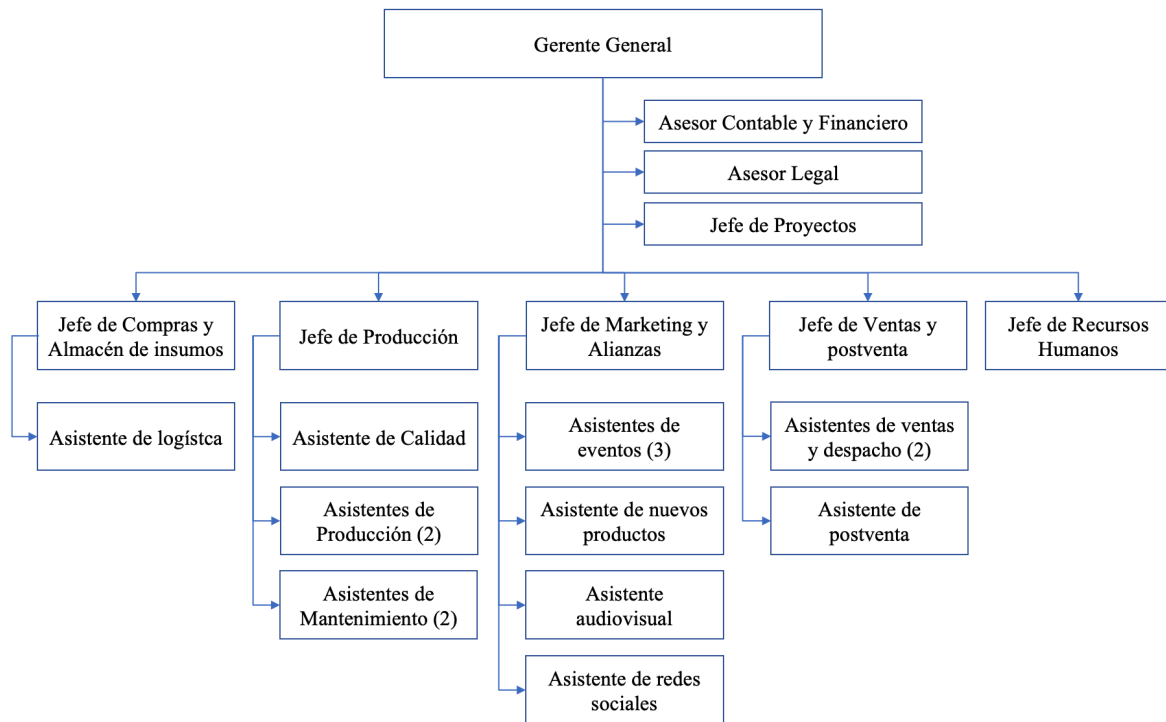 Gerente General
Asesor Contable y Financiero
Asesor Legal
Jefe de Proyectos
Jefe de Compras y
Almacén de insumos
Jefe de Producción
Jefe de Marketing y
Alianzas
Jefe de Ventas y
postventa
Jefe de Recursos
Humanos
Asistente de logístca
Asistente de Calidad
Asistentes de
eventos (3)
Asistentes de ventas
y despacho (2)
Asistentes de
Producción (2)
Asistente de nuevos
productos
Asistente de
postventa
Asistentes de
Mantenimiento (2)
Asistente
audiovisual
Asistente de redes
sociales